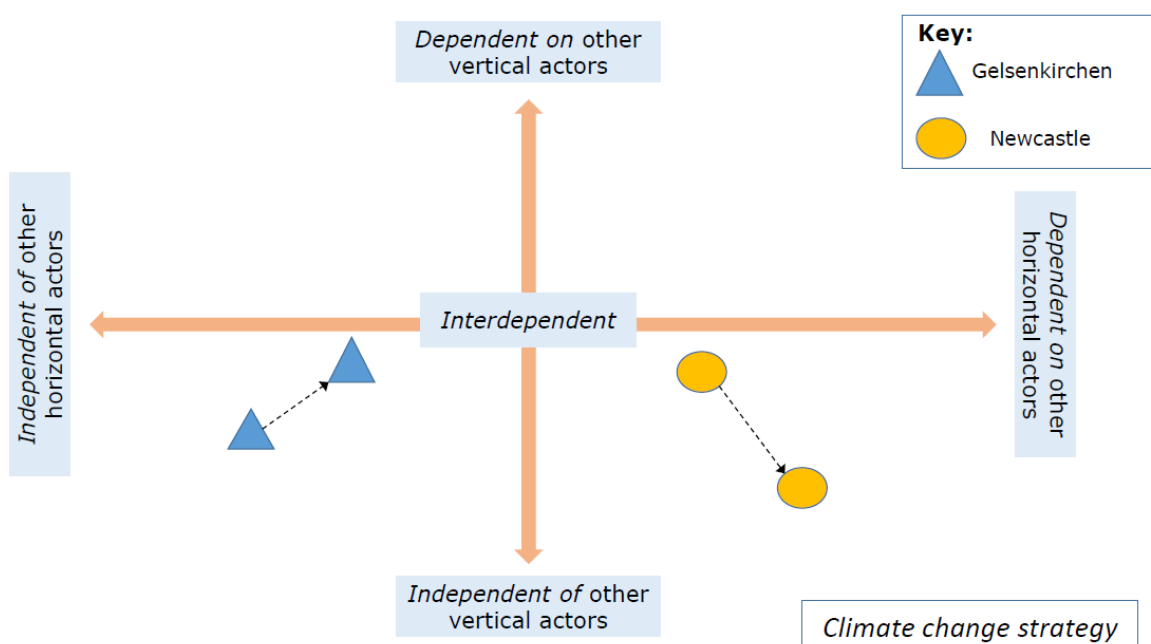 Dependent on other
vertical actors
Key:
Gelsenkirchen
Newcastle
Independent of other
horizontal actors
Interdependent
Dependent on other
horizontal actors
Independent of other
vertical actors
Climate change strategy